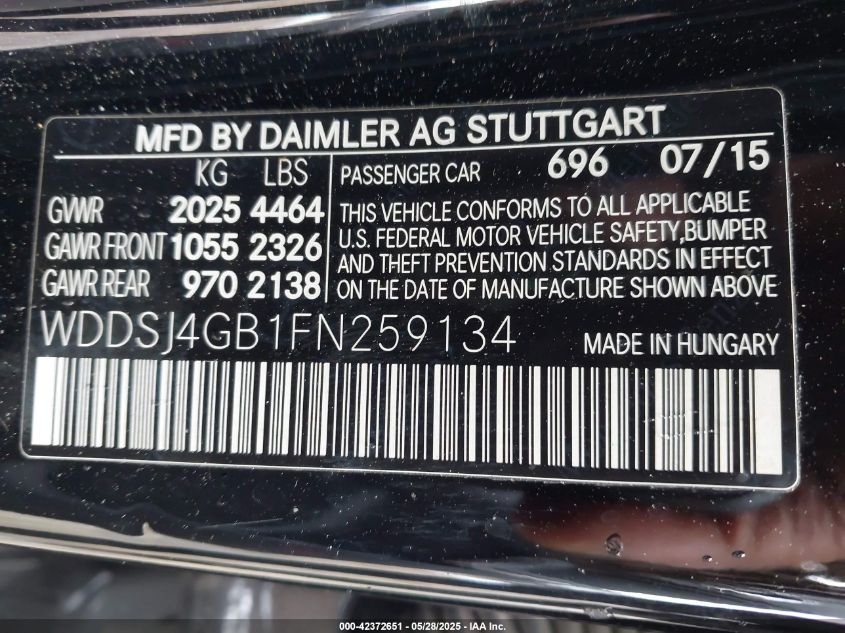 MFD BY DAIMLER AG STUTTGART
KG LBS
GVWR 2025 4464
GAWR FRONT 1055 2326
GAWR REAR 970 2138
PASSENGER CAR 696 07/15
THIS VEHICLE CONFORMS TO ALL APPLICABLE
U.S. FEDERAL MOTOR VEHICLE SAFETY,BUMPER
AND THEFT PREVENTION STANDARDS IN EFFECT
ON THE DATE OF MANUFACTURE SHOWN ABOVE
WDDSJ4GB1FN259134 MADE IN HUNGARY
000-42372651 - 05/28/2025 - IAA Inc.